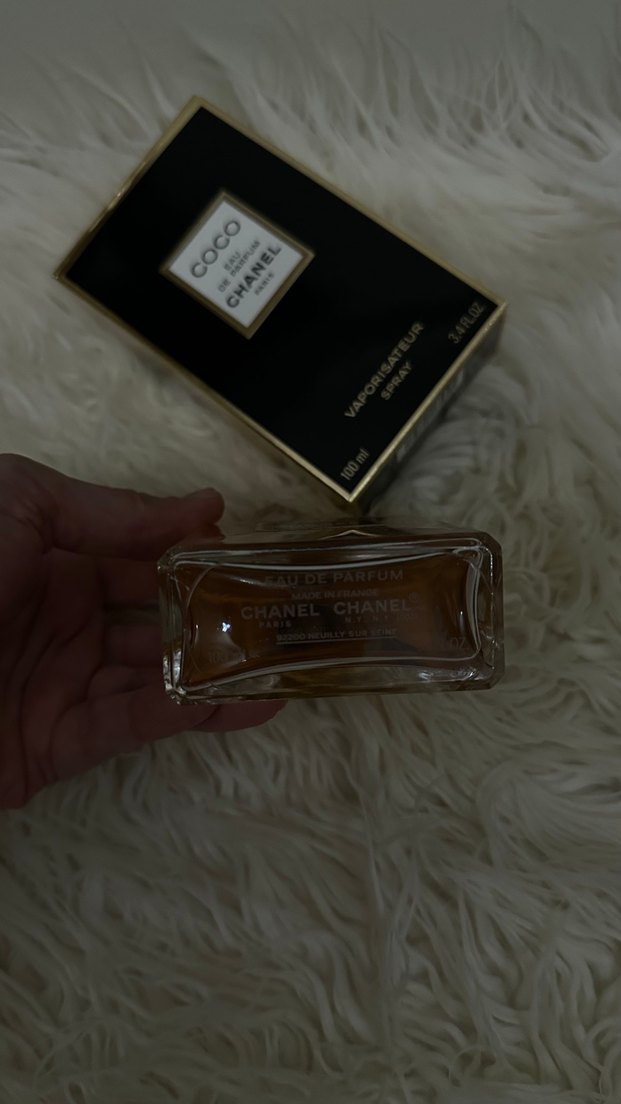 COCO
EAU
DE PARFUM
CHANEL
PARIS
VAPORISATEUR
SPRAY
3.4 FL.OZ.
100 ml
EAU DE PARFUM
MADE IN FRANCE
CHANEL CHANEL
PARIS N.Y. N.Y.
92200 NEUILLY SUR SEINE
OZ